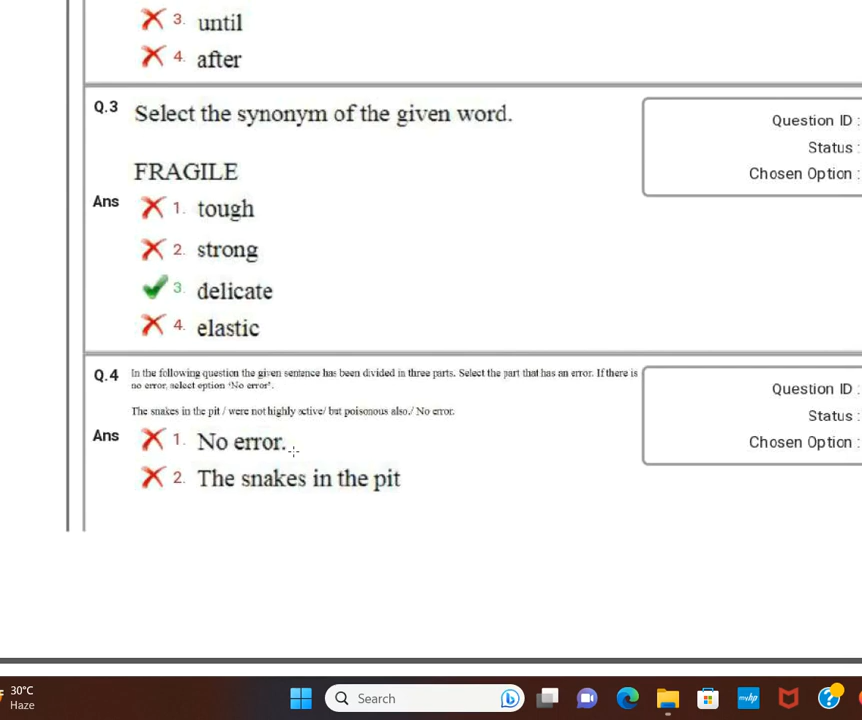 3. until
4. after
Q.3 Select the synonym of the given word.
Question ID :
Status :
Chosen Option :
FRAGILE
Ans 1. tough
2. strong
3. delicate
4. elastic
Q.4 In the following question the given sentence has been divided in three parts. Select the part that has an error. If there is
no error, select option 'No error'.
Question ID :
Status :
Chosen Option :
The snakes in the pit / were not highly active/ but poisonous also./ No error.
Ans 1. No error.
2. The snakes in the pit
30°C
Haze
Search
b
myhp
?